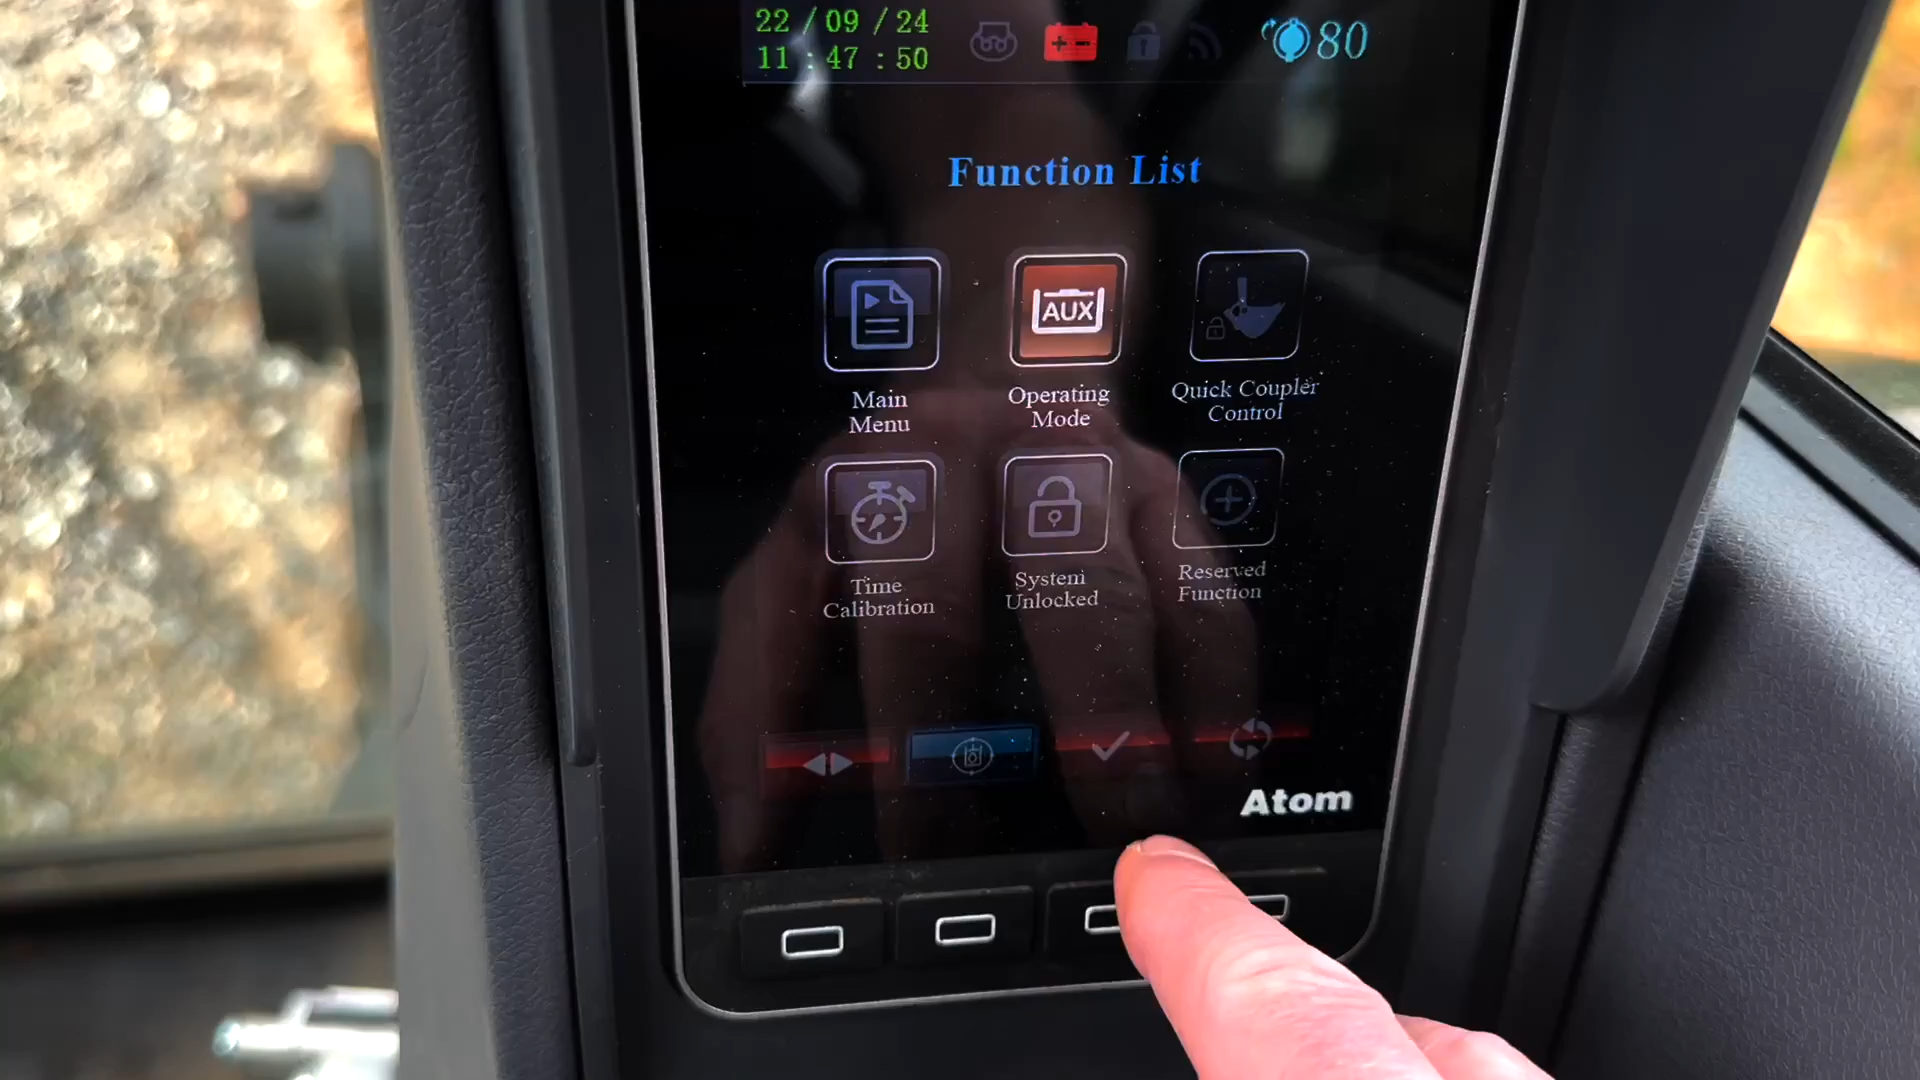 22 / 09 / 24
11 : 47 : 50
80
Function List
AUX
Main
Menu
Operating
Mode
Quick Coupler
Control
Time
Calibration
System
Unlocked
Reserved
Function
Atom